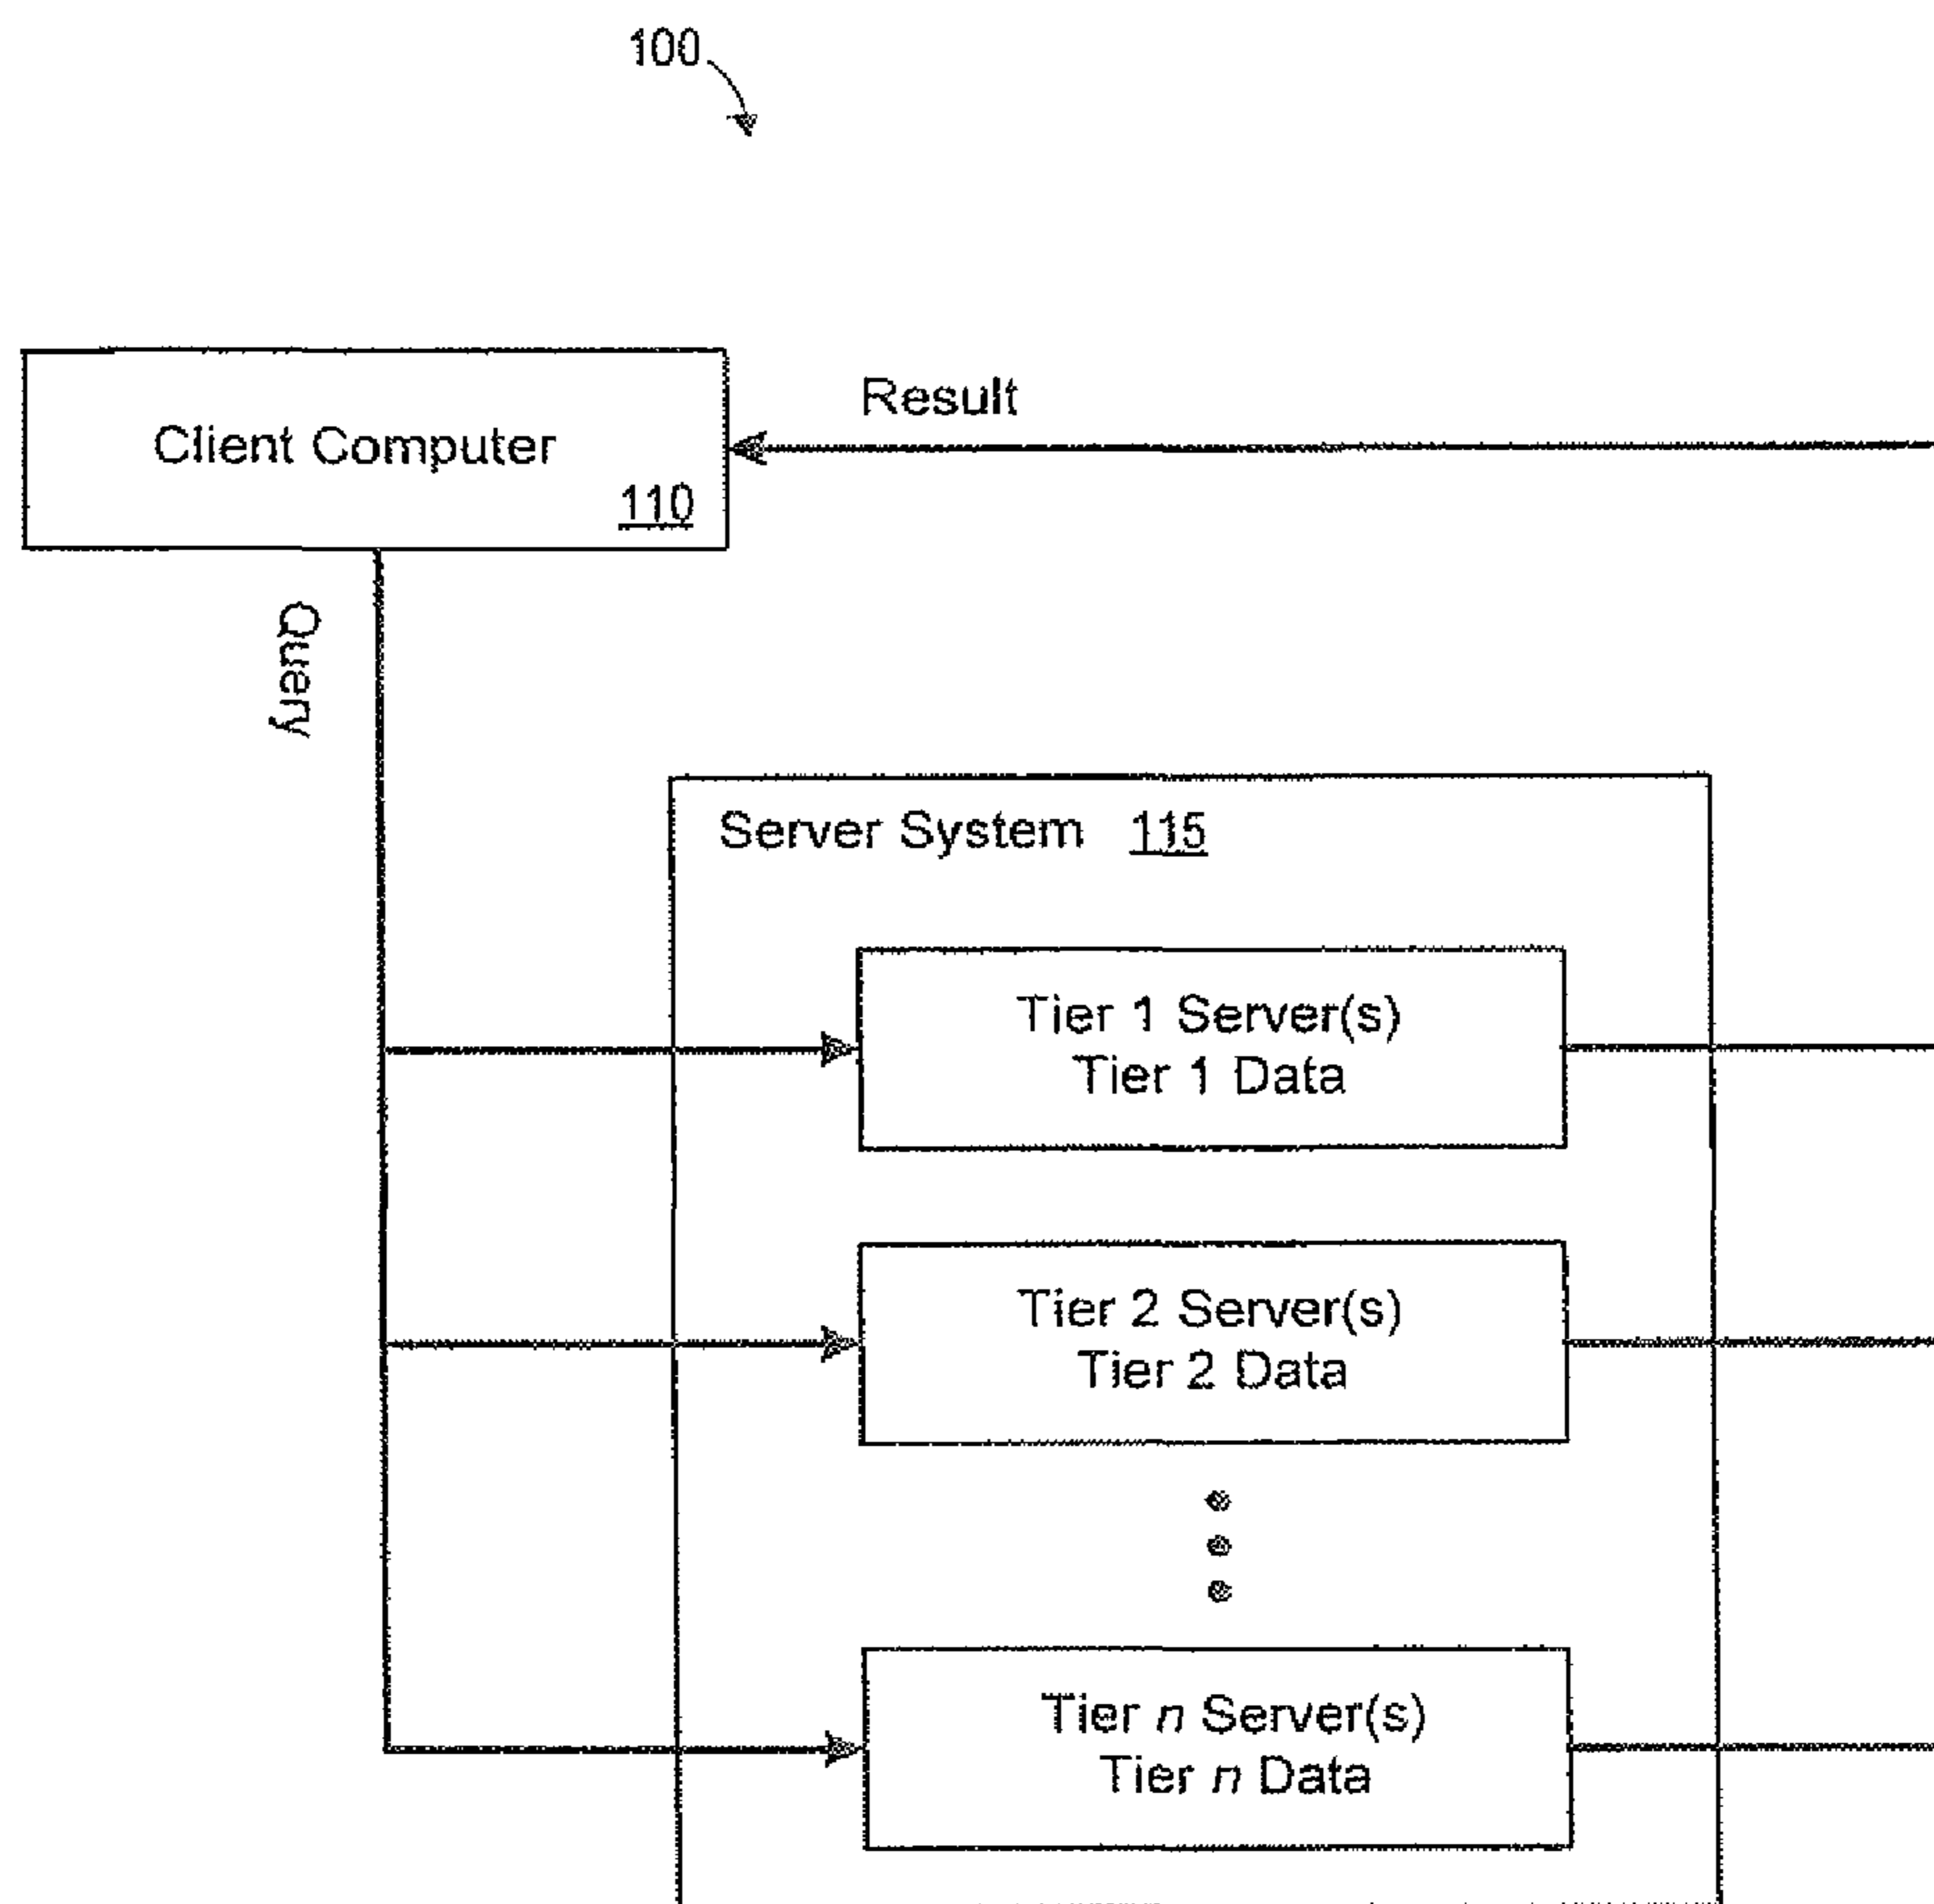 100
Result
Client Computer
110
Query
Server System 115
Tier 1 Server(s)
Tier 1 Data
Tier 2 Server(s)
Tier 2 Data
Tier n Server(s)
Tier n Data